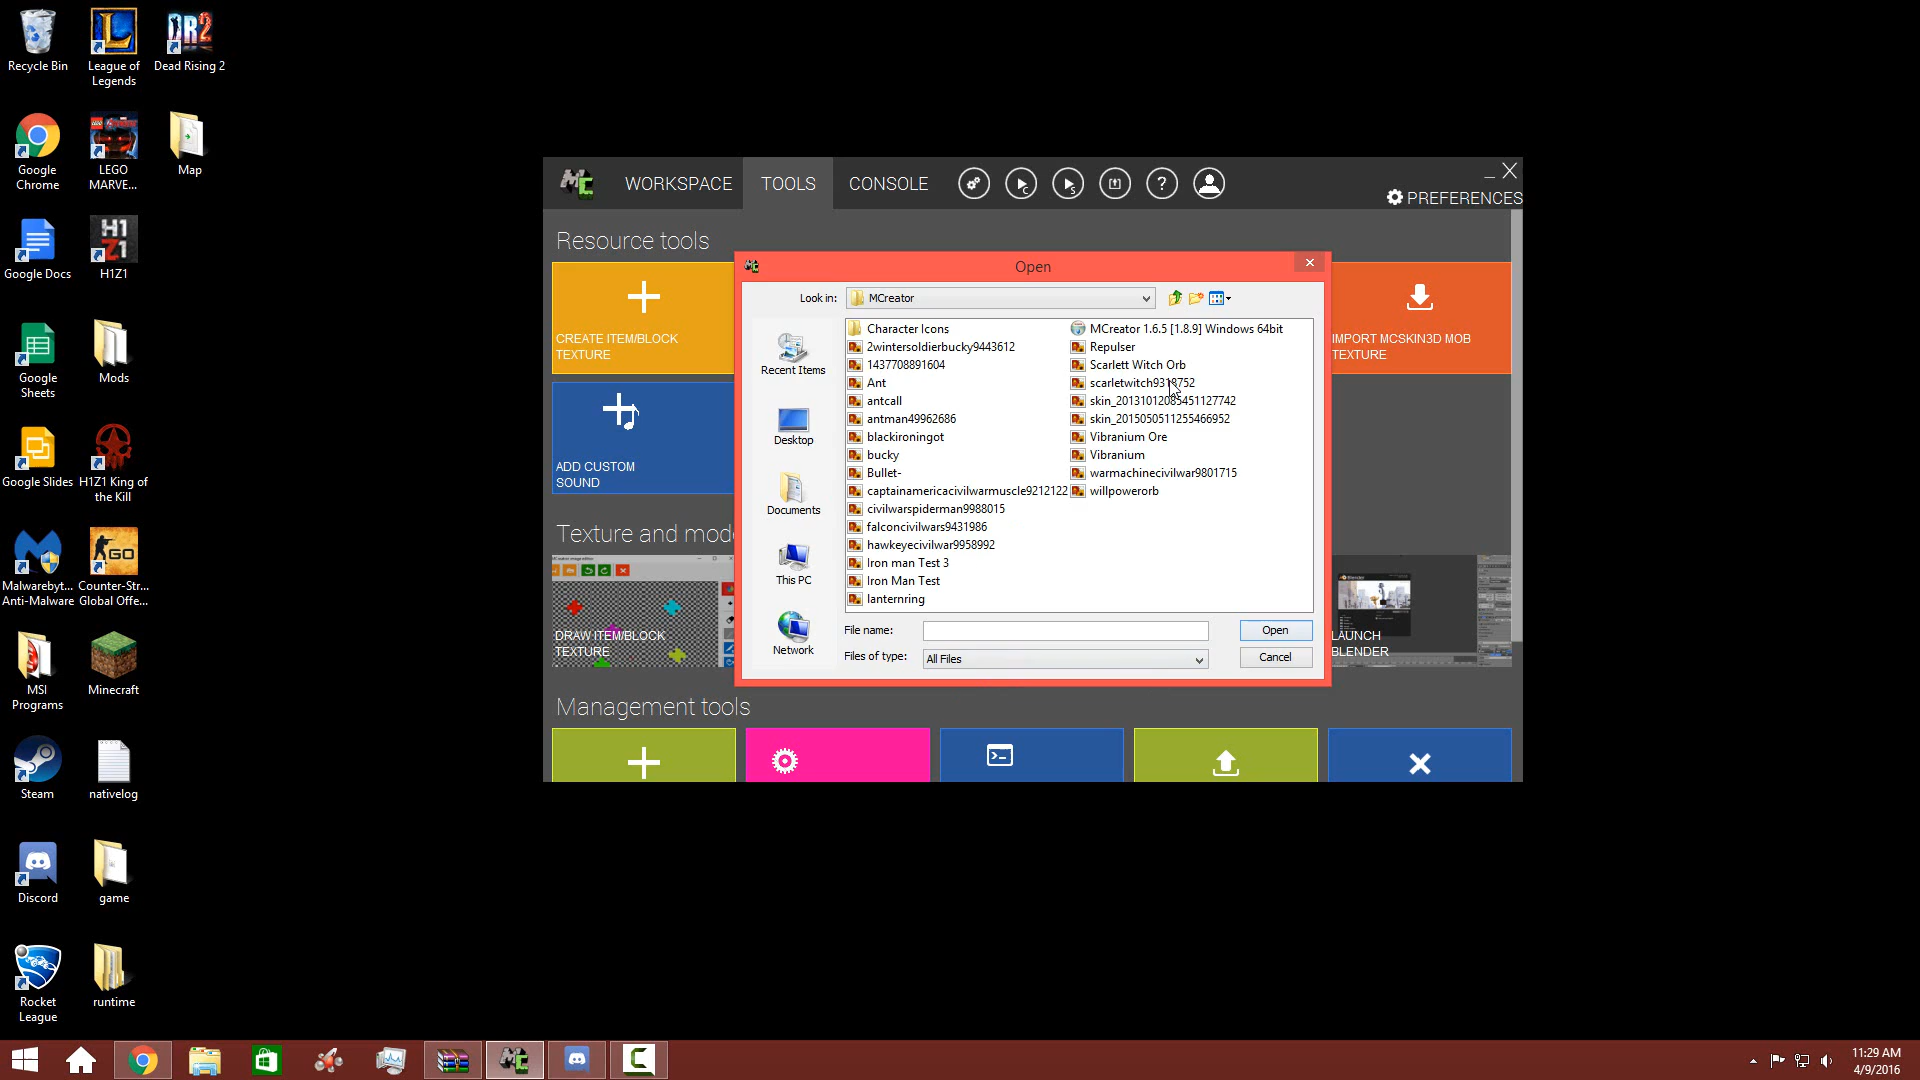 Recycle Bin
League of
Legends
Dead Rising 2
Google
Chrome
LEGO
MARVE...
Map
Google Docs
H1Z1
Google
Sheets
Mods
Google Slides
H1Z1 King of
the Kill
Malwarebyt...
Anti-Malware
Counter-Str...
Global Offe...
MSI
Programs
Minecraft
Steam
nativelog
Discord
game
Rocket
League
runtime
WORKSPACE
TOOLS
CONSOLE
PREFERENCES
Resource tools
CREATE ITEM/BLOCK
TEXTURE
IMPORT MCSKIN3D MOB
TEXTURE
ADD CUSTOM
SOUND
Texture and mode
DRAW ITEM/BLOCK
TEXTURE
LAUNCH
BLENDER
Management tools
Open
Look in:
MCreator
Recent Items
Desktop
Documents
This PC
Network
Character Icons
2wintersoldierbucky9443612
1437708891604
Ant
antcall
antman49962686
blackironingot
bucky
Bullet-
captainamericacivilwarmuscle9212122
civilwarspiderman9988015
falconcivilwars9431986
hawkeyecivilwar9958992
Iron man Test 3
Iron Man Test
lanternring
MCreator 1.6.5 [1.8.9] Windows 64bit
Repulser
Scarlett Witch Orb
skin_20131012085451127742
skin_2015050511255466952
Vibranium Ore
Vibranium
warmachinecivilwar9801715
willpowerorb
File name:
Open
Files of type:
All Files
Cancel
11:29 AM
4/9/2016